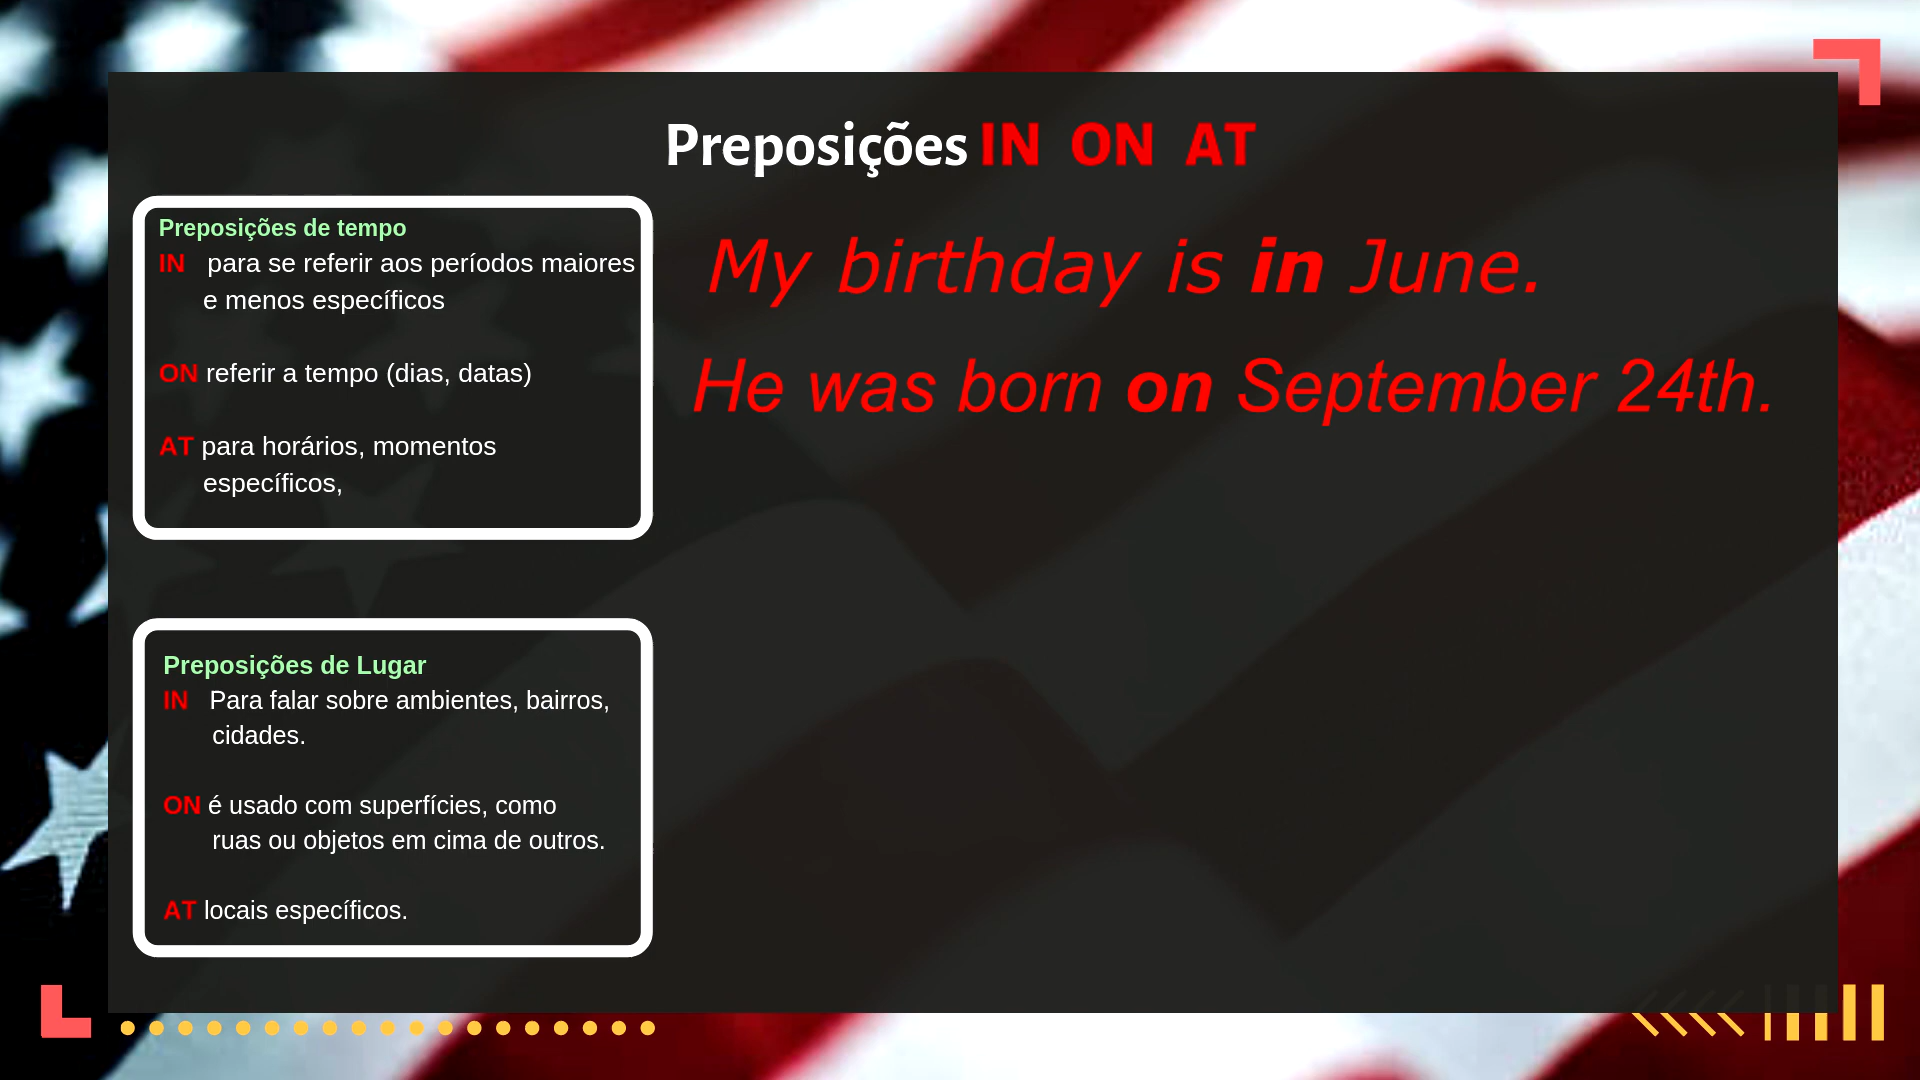 Preposições IN ON AT
Preposições de tempo
IN para se referir aos períodos maiores
e menos específicos
ON referir a tempo (dias, datas)
AT para horários, momentos
específicos,
My birthday is in June.
He was born on September 24th.
Preposições de Lugar
IN Para falar sobre ambientes, bairros,
cidades.
ON é usado com superfícies, como
ruas ou objetos em cima de outros.
AT locais específicos.